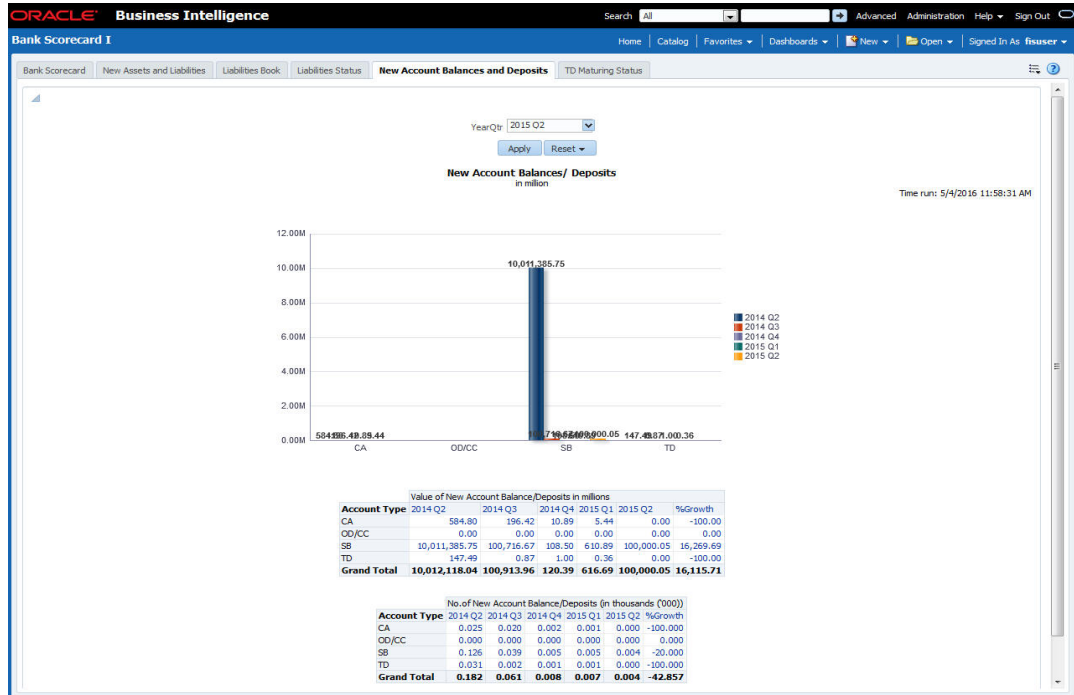 ORACLE Business Intelligence Search All Advanced Administration Help Sign Out
Bank Scorecard I Home Catalog Favorites Dashboards New Open Signed In As fisuser
Bank Scorecard New Assets and Liabilities Liabilities Book Liabilities Status New Account Balances and Deposits TD Maturing Status
YearQtr 2015 Q2
Apply Reset
New Account Balances/ Deposits
in million
Time run: 5/4/2016 11:58:31 AM
12.00M
10.00M
8.00M
6.00M
4.00M
2.00M
0.00M
10,011,385.75
CA OD/CC SB TD
2014 Q2
2014 Q3
2014 Q4
2015 Q1
2015 Q2
Value of New Account Balance/Deposits in millions
Account Type 2014 Q2 2014 Q3 2014 Q4 2015 Q1 2015 Q2 %Growth
CA 584.80 196.42 10.89 5.44 0.00 -100.00
OD/CC 0.00 0.00 0.00 0.00 0.00 0.00
SB 10,011,385.75 100,716.67 108.50 610.89 100,000.05 16,269.69
TD 147.49 0.87 1.00 0.36 0.00 -100.00
Grand Total 10,012,118.04 100,913.96 120.39 616.69 100,000.05 16,115.71
No.of New Account Balance/Deposits (in thousands ('000))
Account Type 2014 Q2 2014 Q3 2014 Q4 2015 Q1 2015 Q2 %Growth
CA 0.025 0.020 0.002 0.001 0.000 -100.000
OD/CC 0.000 0.000 0.000 0.000 0.000 0.000
SB 0.126 0.039 0.005 0.005 0.004 -20.000
TD 0.031 0.002 0.001 0.001 0.000 -100.000
Grand Total 0.182 0.061 0.008 0.007 0.004 -42.857